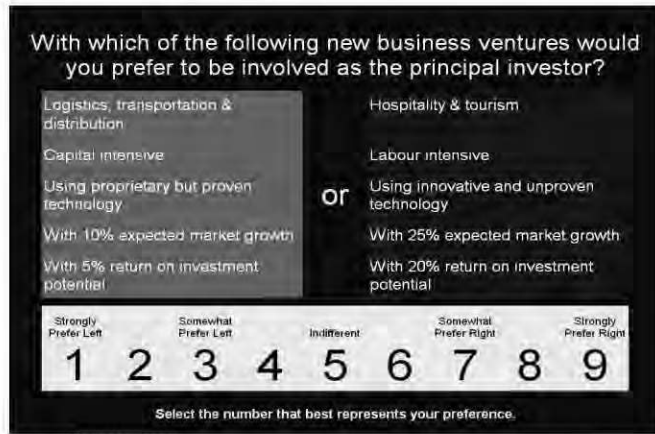 With which of the following new business ventures would
you prefer to be involved as the principal investor?
Logistics, transportation &
distribution
Capital intensive
Using proprietary but proven
technology
With 10% expected market growth
With 5% return on investment
potential
or
Hospitality & tourism
Labour intensive
Using innovative and unproven
technology
With 25% expected market growth
With 20% return on investment
potential
Strongly
Prefer Left
Somewhat
Prefer Left
Indifferent
Somewhat
Prefer Right
Strongly
Prefer Right
1 2 3 4 5 6 7 8 9
Select the number that best represents your preference.